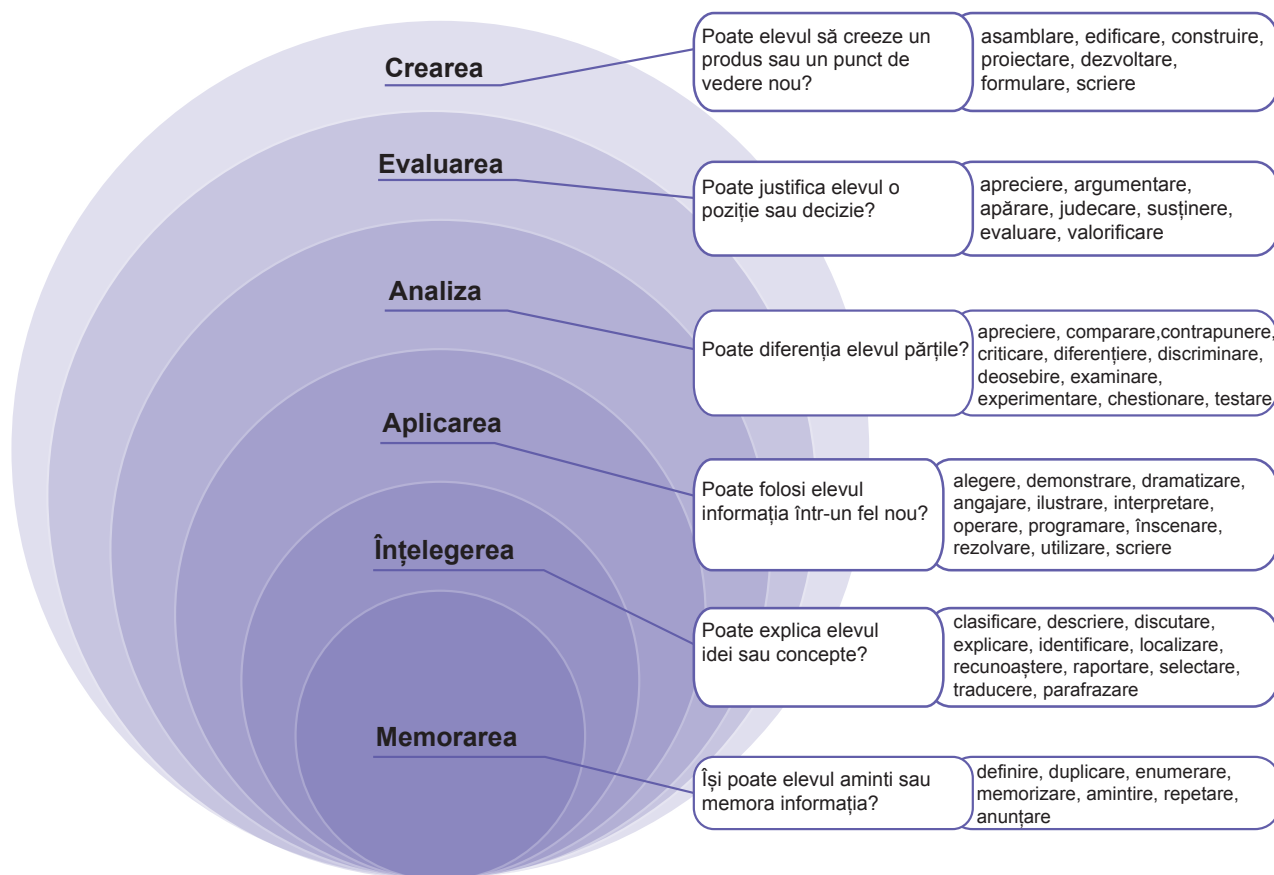 Crearea
Poate elevul să creeze un
produs sau un punct de
vedere nou?
asamblare, edificare, construire,
proiectare, dezvoltare,
formulare, scriere
Evaluarea
Poate justifica elevul o
poziție sau decizie?
apreciere, argumentare,
apărare, judecare, susținere,
evaluare, valorificare
Analiza
Poate diferenția elevul părțile?
apreciere, comparare,contrapunere,
criticare, diferențiere, discriminare,
deosebire, examinare,
experimentare, chestionare, testare
Aplicarea
Poate folosi elevul
informația într-un fel nou?
alegere, demonstrare, dramatizare,
angajare, ilustrare, interpretare,
operare, programare, înscenare,
rezolvare, utilizare, scriere
Înțelegerea
Poate explica elevul
idei sau concepte?
clasificare, descriere, discutare,
explicare, identificare, localizare,
recunoaștere, raportare, selectare,
traducere, parafrazare
Memorarea
Își poate elevul aminti sau
memora informația?
definire, duplicare, enumerare,
memorizare, amintire, repetare,
anunțare